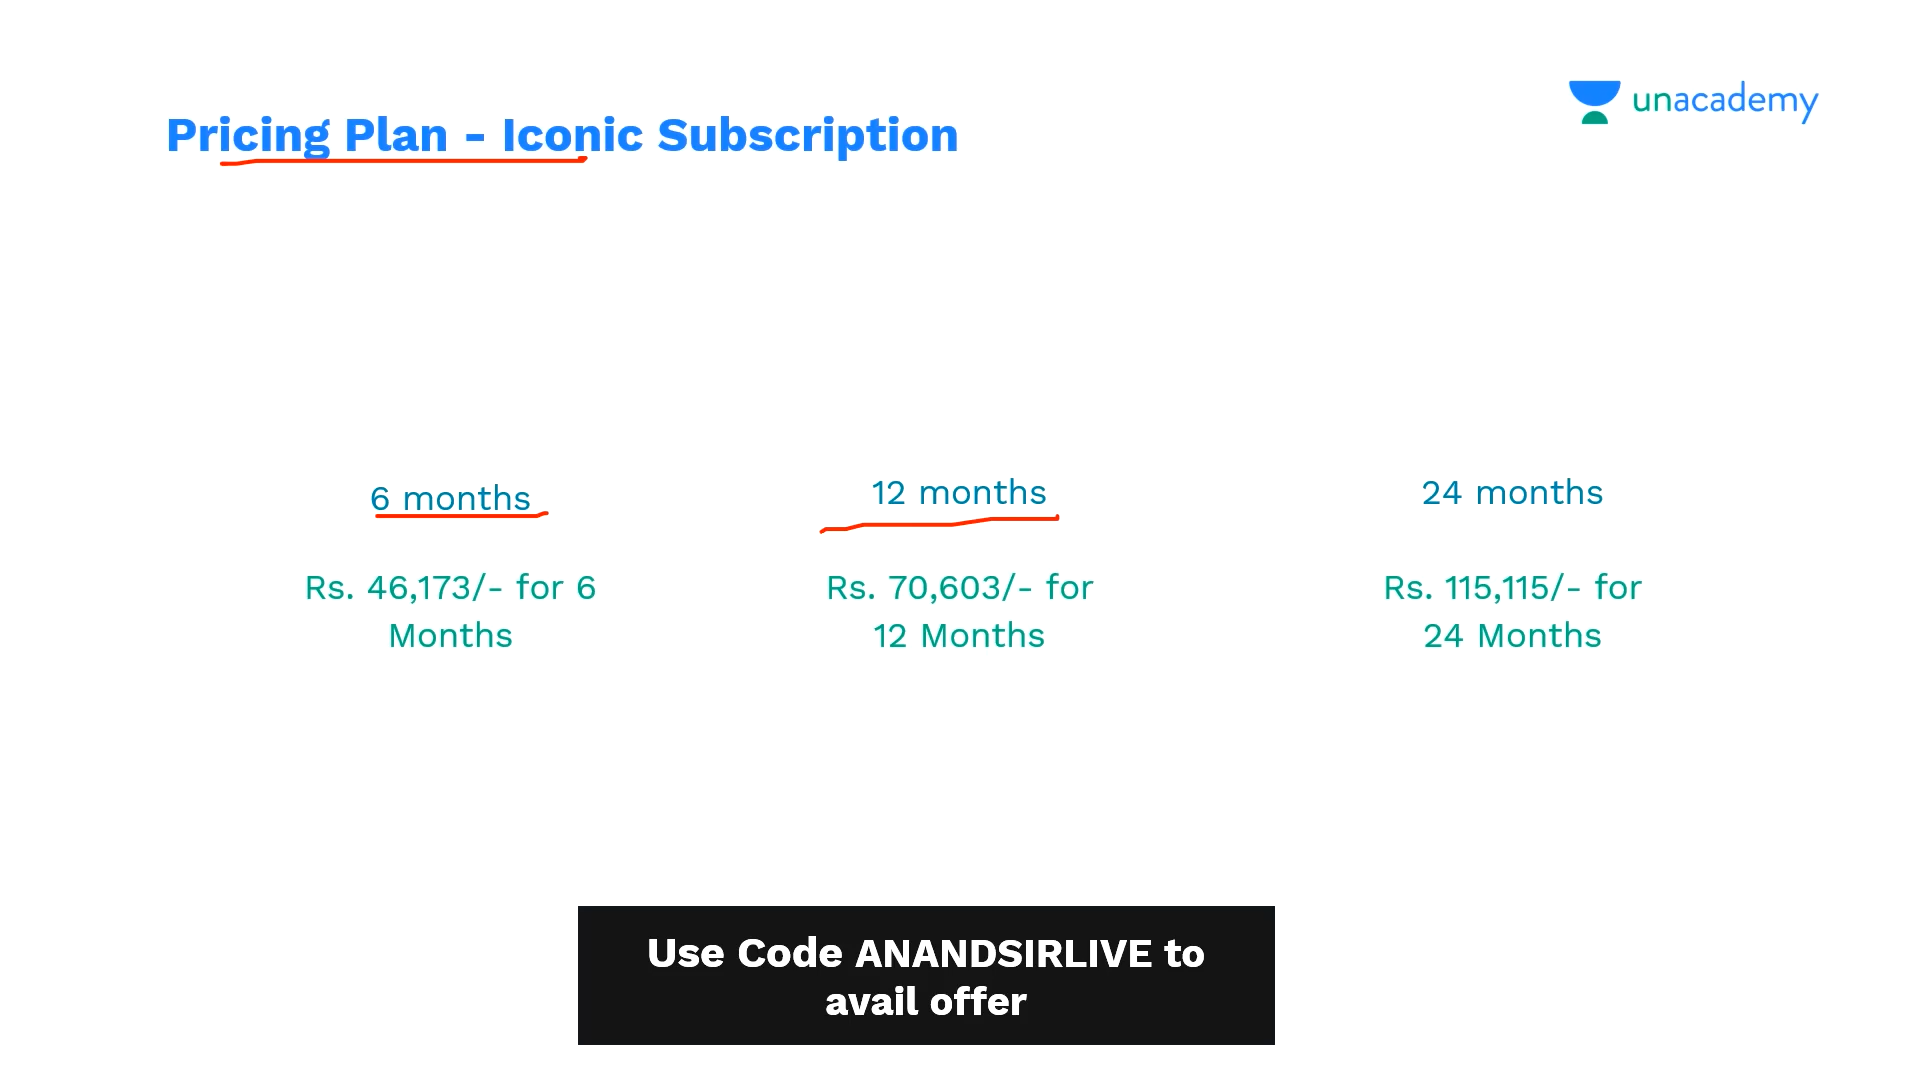 unacademy
Pricing Plan - Iconic Subscription
6 months
Rs. 46,173/- for 6
Months
12 months
Rs. 70,603/- for
12 Months
24 months
Rs. 115,115/- for
24 Months
Use Code ANANDSIRLIVE to
avail offer